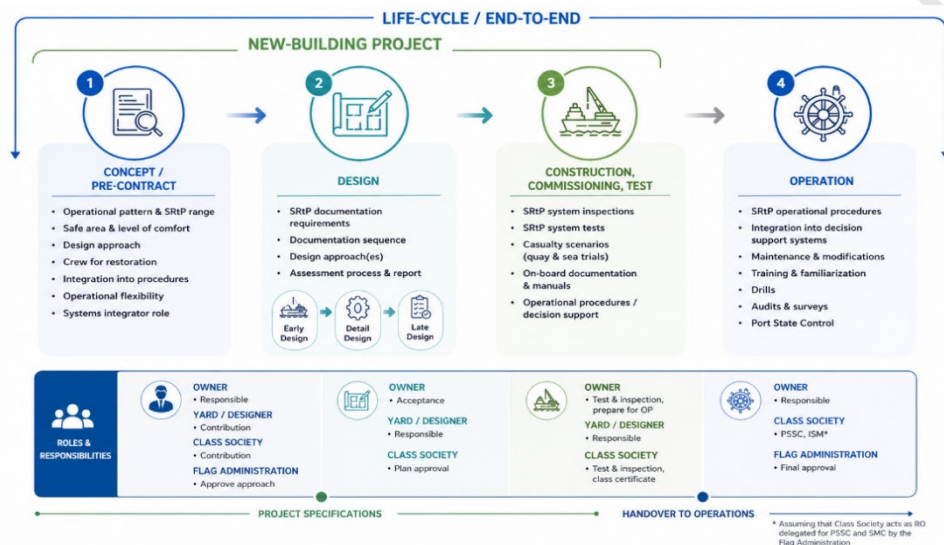 LIFE-CYCLE / END-TO-END
NEW-BUILDING PROJECT
1
CONCEPT /
PRE-CONTRACT
• Operational pattern & SRtP range
• Safe area & level of comfort
• Design approach
• Crew for restoration
• Integration into procedures
• Operational flexibility
• Systems integrator role
2
DESIGN
• SRtP documentation
requirements
• Documentation sequence
• Design approach(es)
• Assessment process & report
Early
Design
Detail
Design
Late
Design
3
CONSTRUCTION,
COMMISSIONING, TEST
• SRtP system inspections
• SRtP system tests
• Casualty scenarios
(quay & sea trials)
• On-board documentation
& manuals
• Operational procedures /
decision support
4
OPERATION
• SRtP operational procedures
• Integration into decision
support systems
• Maintenance & modifications
• Training & familiarization
• Drills
• Audits & surveys
• Port State Control
ROLES &
RESPONSIBILITIES
OWNER
• Responsible
YARD / DESIGNER
• Contribution
CLASS SOCIETY
• Contribution
FLAG ADMINISTRATION
• Approve approach
OWNER
• Acceptance
YARD / DESIGNER
• Responsible
CLASS SOCIETY
• Plan approval
OWNER
• Test & inspection,
prepare for OP
YARD / DESIGNER
• Responsible
CLASS SOCIETY
• Test & inspection,
class certificate
OWNER
• Responsible
CLASS SOCIETY
• PSSC, ISM*
FLAG ADMINISTRATION
• Final approval
PROJECT SPECIFICATIONS
HANDOVER TO OPERATIONS
* Assuming that Class Society acts as RO
delegated for PSSC and SMC by the
Flag Administration